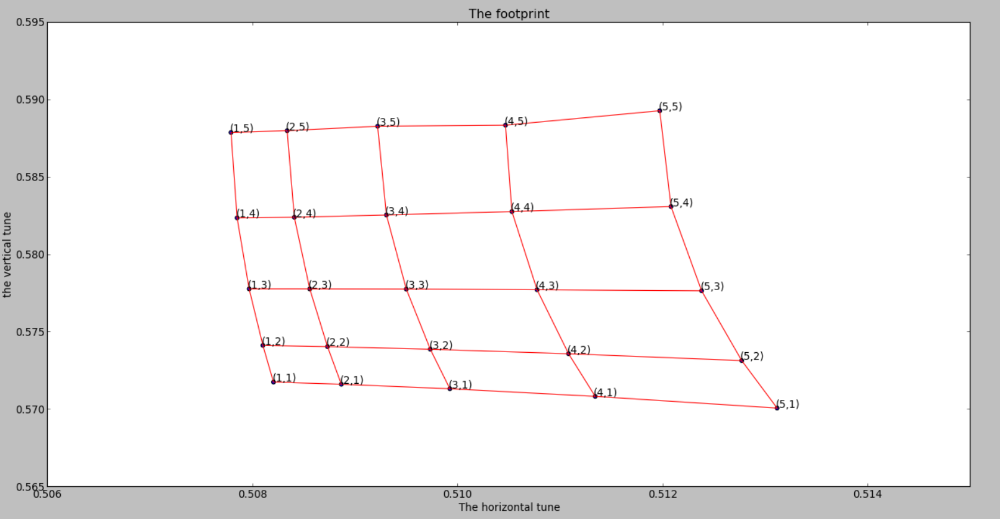 The footprint
0.595
0.590
0.585
0.580
0.575
0.570
0.565
the vertical tune
(1,5) (2,5) (3,5) (4,5) (5,5)
(1,4) (2,4) (3,4) (4,4) (5,4)
(1,3) (2,3) (3,3) (4,3) (5,3)
(1,2) (2,2) (3,2) (4,2) (5,2)
(1,1) (2,1) (3,1) (4,1) (5,1)
0.506 0.508 0.510 0.512 0.514
The horizontal tune